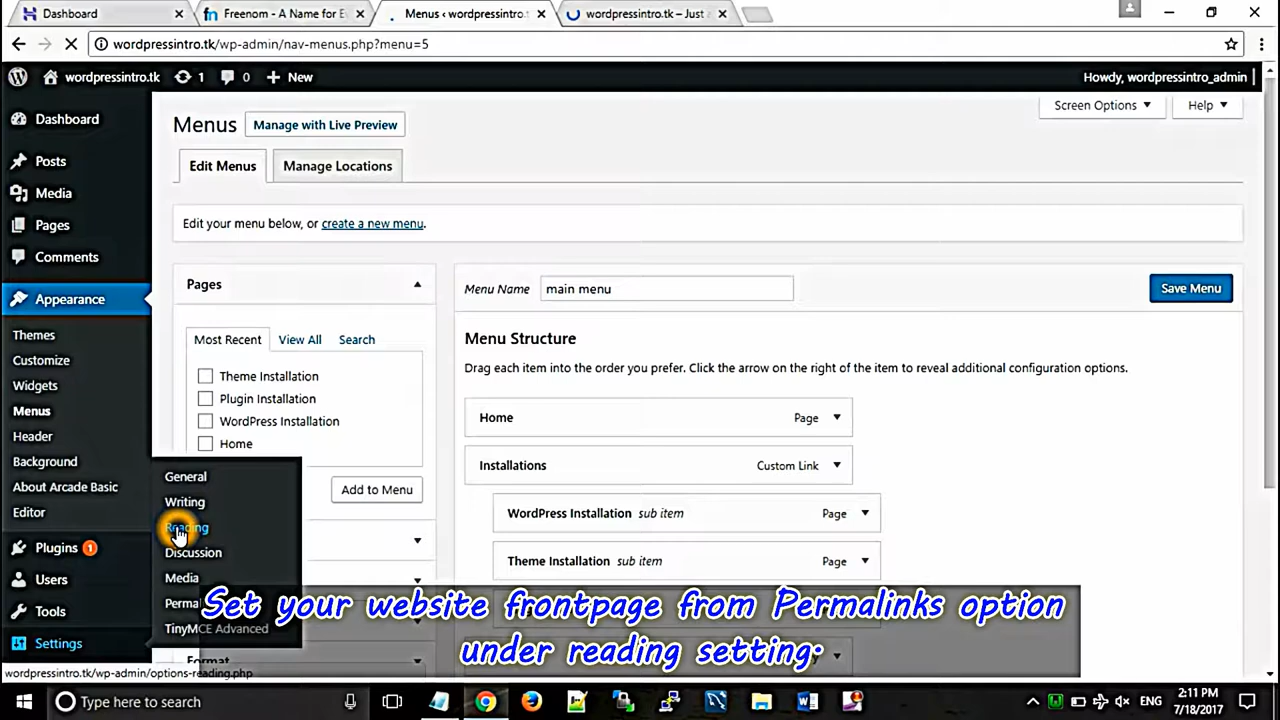 Dashboard
Freenom - A Name for E
Menus ‹ wordpressintro.t
wordpressintro.tk – Just
wordpressintro.tk/wp-admin/nav-menus.php?menu=5
wordpressintro.tk 1 0 New
Howdy, wordpressintro_admin
Screen Options Help
Dashboard
Posts
Media
Pages
Comments
Appearance
Themes
Customize
Widgets
Menus
Header
Background
About Arcade Basic
Editor
Plugins 1
Users
Tools
Settings
General
Writing
Reading
Discussion
Media
Perma
TinyMCE Advanced
Menus Manage with Live Preview
Edit Menus Manage Locations
Edit your menu below, or create a new menu.
Pages
Most Recent View All Search
Theme Installation
Plugin Installation
WordPress Installation
Home
Add to Menu
Format
Menu Name main menu Save Menu
Menu Structure
Drag each item into the order you prefer. Click the arrow on the right of the item to reveal additional configuration options.
Home Page
Installations Custom Link
WordPress Installation sub item Page
Theme Installation sub item Page
Set your website frontpage from Permalinks option
under reading setting.
wordpressintro.tk/wp-admin/options-reading.php
Type here to search
ENG
2:11 PM
7/18/2017